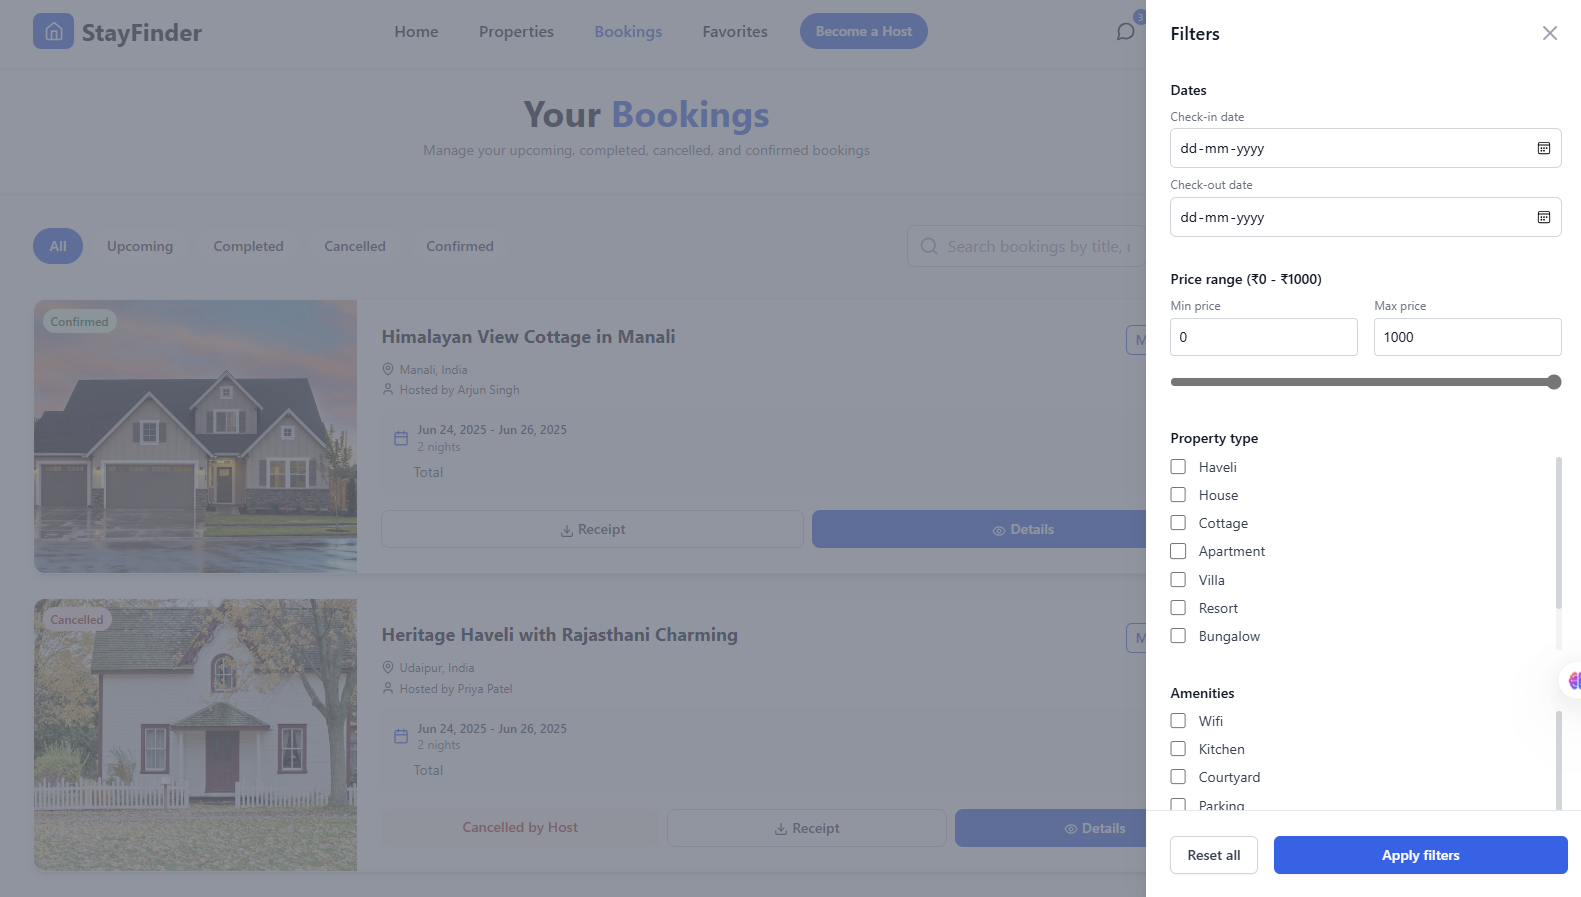 StayFinder
Home
Properties
Bookings
Favorites
Become a Host
3
Your Bookings
Manage your upcoming, completed, cancelled, and confirmed bookings
All
Upcoming
Completed
Cancelled
Confirmed
Search bookings by title,
Confirmed
Himalayan View Cottage in Manali
M
Manali, India
Hosted by Arjun Singh
Jun 24, 2025 - Jun 26, 2025
2 nights
Total
Receipt
Details
Cancelled
Heritage Haveli with Rajasthani Charming
M
Udaipur, India
Hosted by Priya Patel
Jun 24, 2025 - Jun 26, 2025
2 nights
Total
Cancelled by Host
Receipt
Details
Filters
Dates
Check-in date
dd-mm-yyyy
Check-out date
dd-mm-yyyy
Price range (₹0 - ₹1000)
Min price
Max price
0
1000
Property type
Haveli
House
Cottage
Apartment
Villa
Resort
Bungalow
Amenities
Wifi
Kitchen
Courtyard
Parking
Reset all
Apply filters